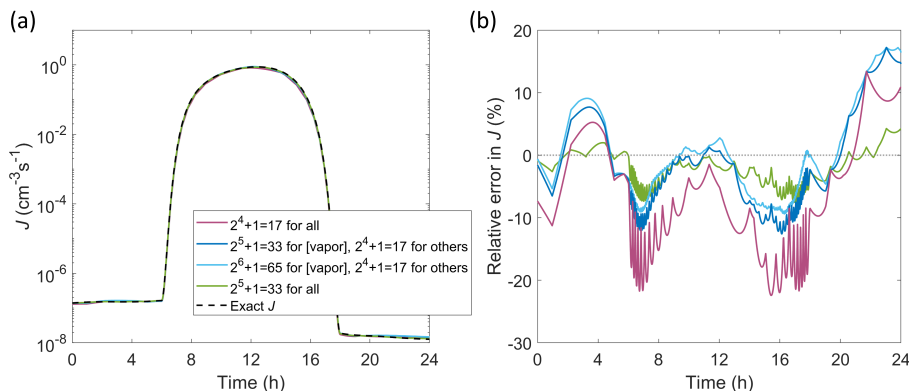 (a)
J (cm⁻³s⁻¹)
10⁰
10⁻²
10⁻⁴
10⁻⁶
10⁻⁸
0 4 8 12 16 20 24
Time (h)
2⁴+1=17 for all
2⁵+1=33 for [vapor], 2⁴+1=17 for others
2⁶+1=65 for [vapor], 2⁴+1=17 for others
2⁵+1=33 for all
Exact J
(b)
Relative error in J (%)
20
10
0
-10
-20
-30
0 4 8 12 16 20 24
Time (h)